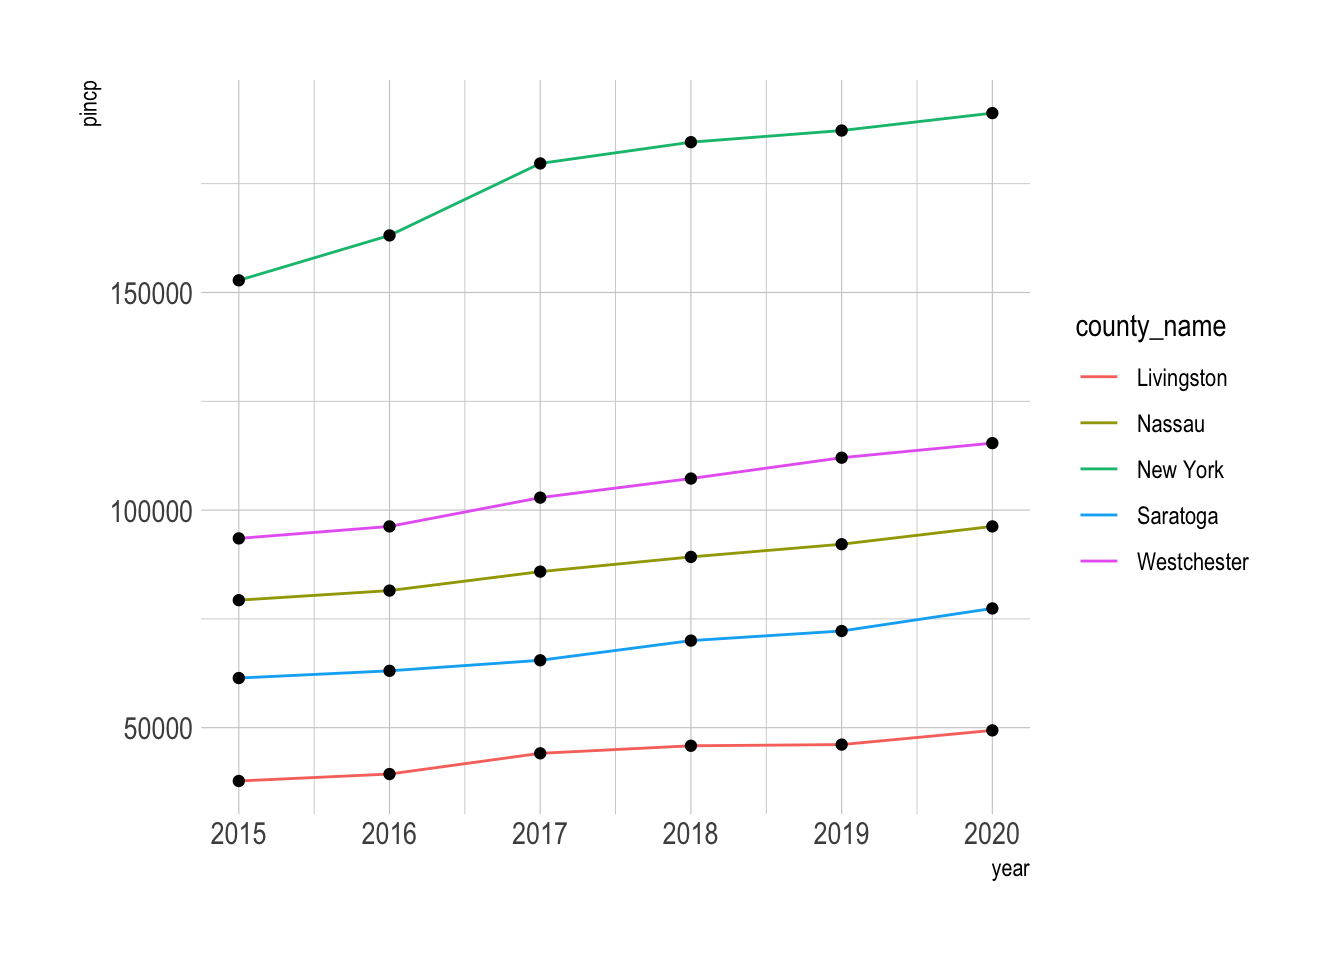 pincp
150000
100000
50000
2015 2016 2017 2018 2019 2020
year
county_name
Livingston
Nassau
New York
Saratoga
Westchester